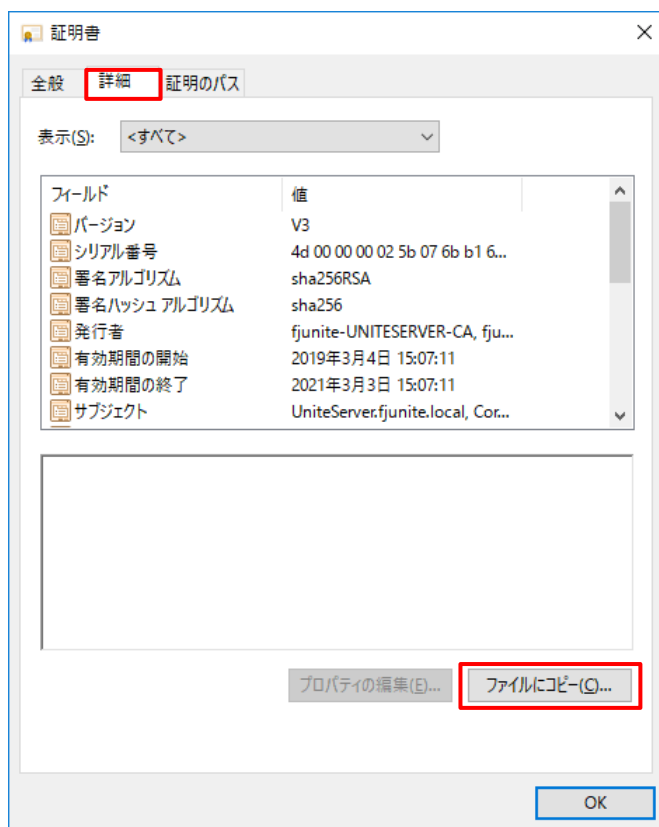 証明書
全般 詳細 証明のパス
表示(S): <すべて>
フィールド 値
バージョン V3
シリアル番号 4d 00 00 00 02 5b 07 6b b1 6...
署名アルゴリズム sha256RSA
署名ハッシュ アルゴリズム sha256
発行者 fjunite-UNITESERVER-CA, fju...
有効期間の開始 2019年3月4日 15:07:11
有効期間の終了 2021年3月3日 15:07:11
サブジェクト UniteServer.fjunite.local, Cor...
プロパティの編集(E)... ファイルにコピー(C)...
OK